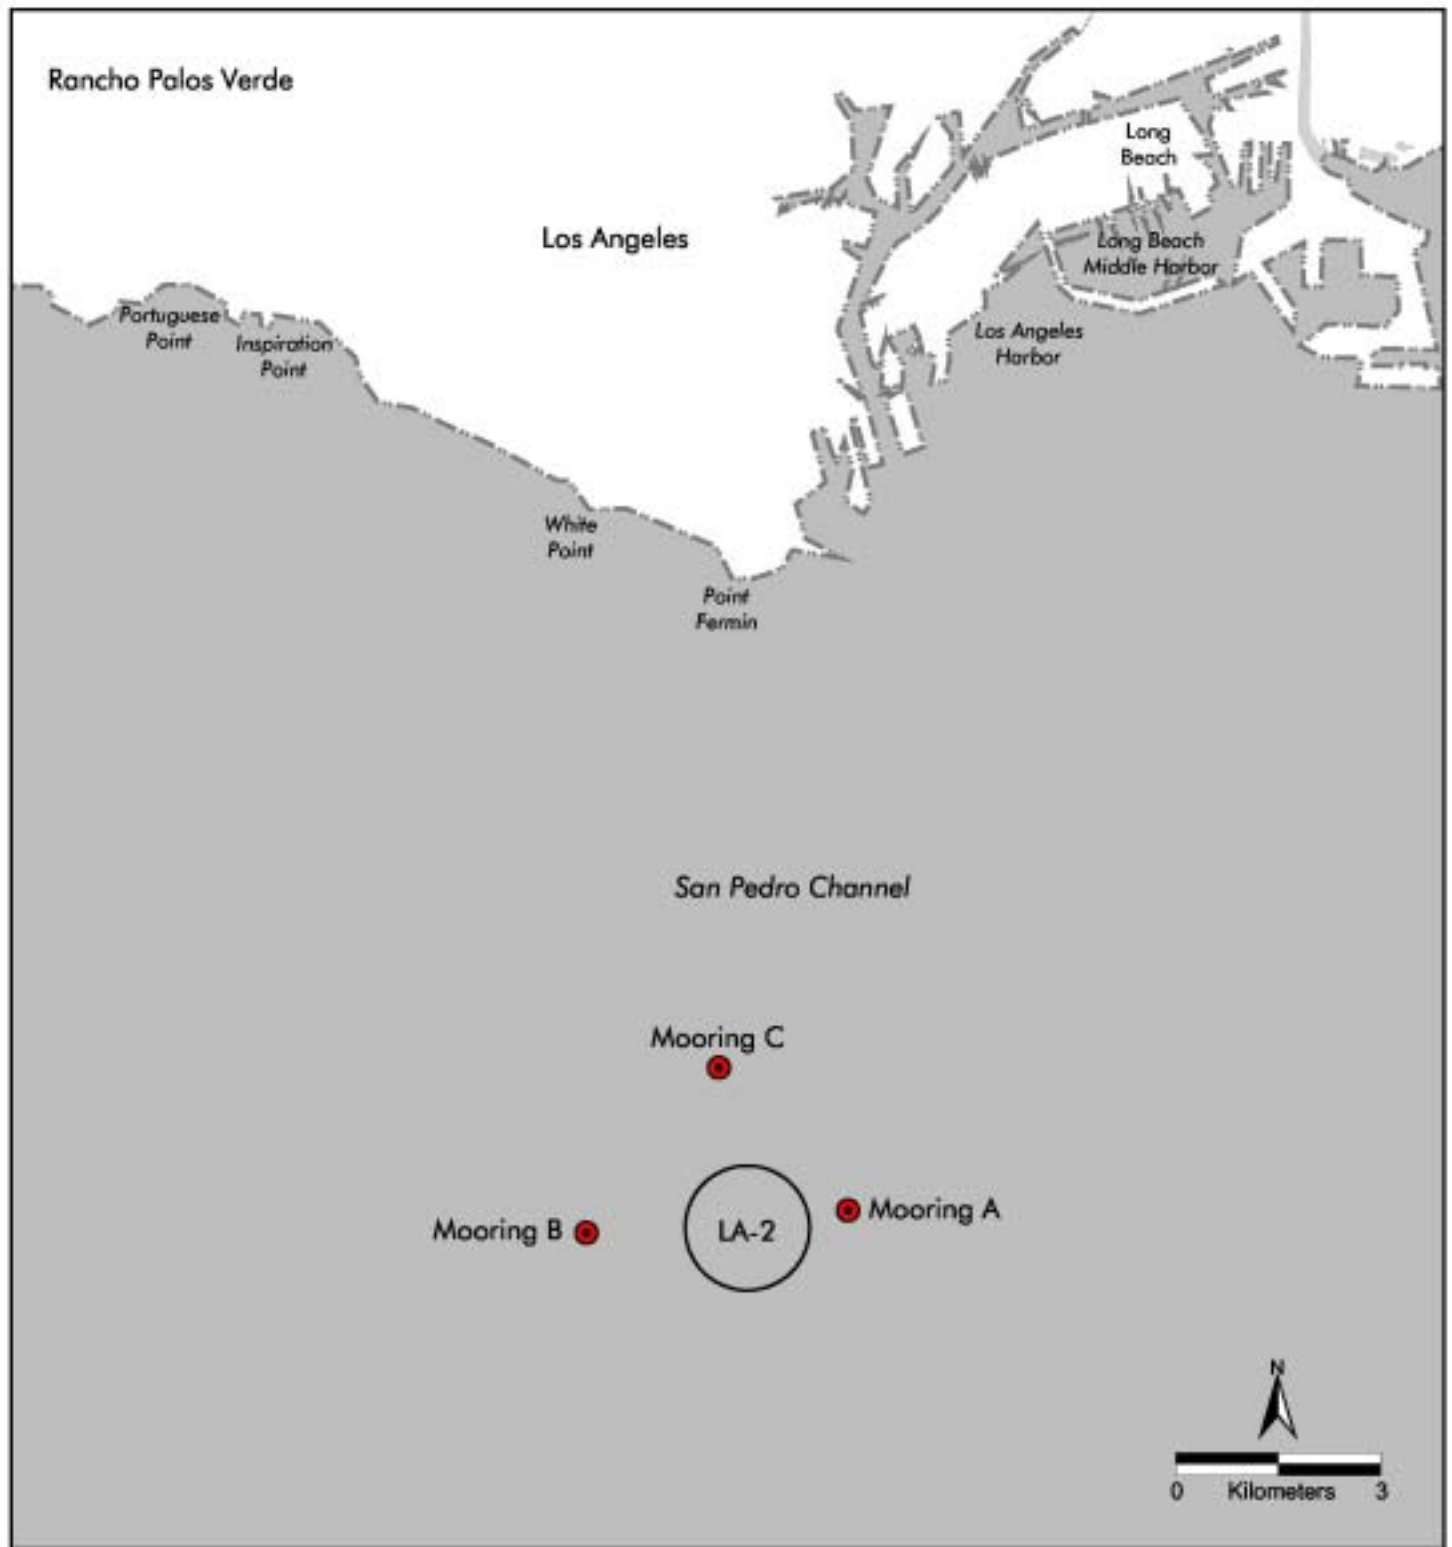 Rancho Palos Verde
Long
Beach
Los Angeles
Long Beach
Middle Harbor
Portuguese
Point
Inspiration
Point
Los Angeles
Harbor
White
Point
Point
Fermin
San Pedro Channel
Mooring C
Mooring A
Mooring B
LA-2
N
0 Kilometers 3